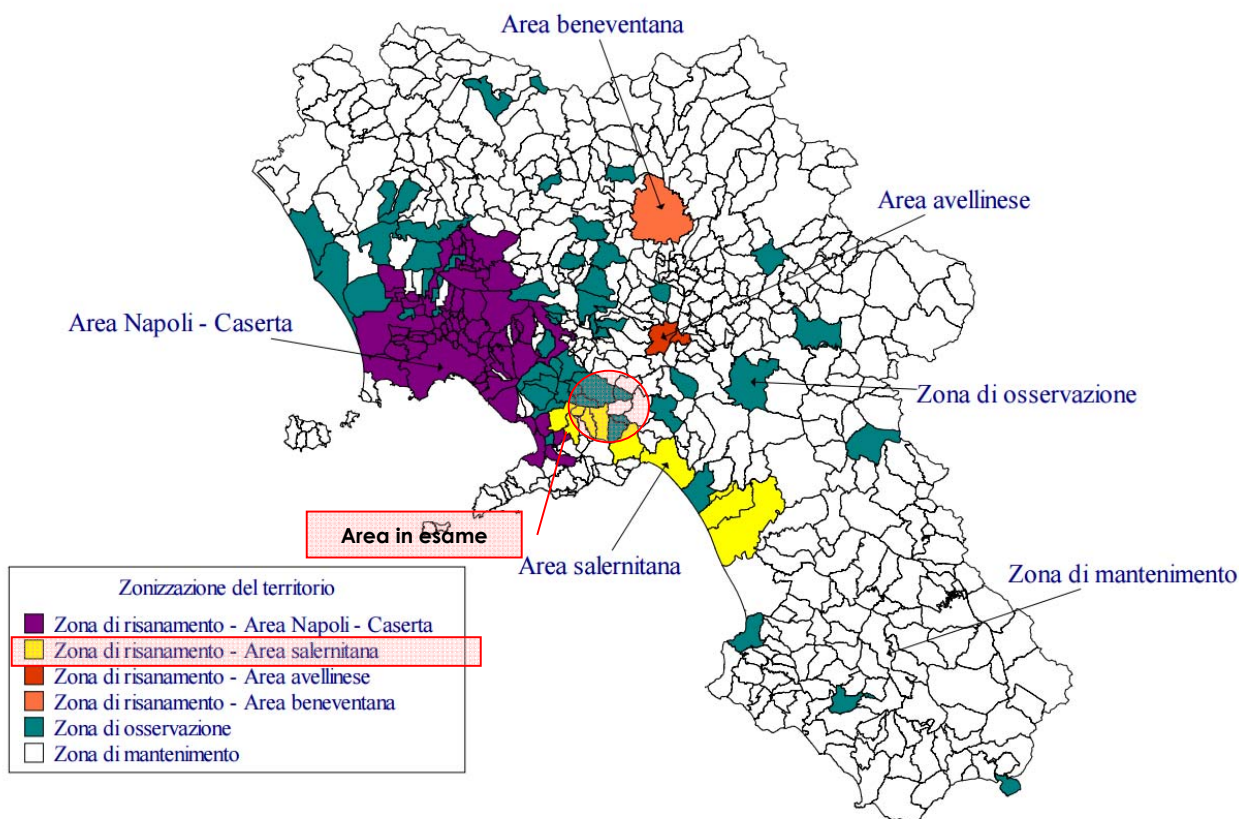 Area beneventana
Area avellinese
Area Napoli - Caserta
Zona di osservazione
Area in esame
Area salernitana
Zona di mantenimento
Zonizzazione del territorio
Zona di risanamento - Area Napoli - Caserta
Zona di risanamento - Area salernitana
Zona di risanamento - Area avellinese
Zona di risanamento - Area beneventana
Zona di osservazione
Zona di mantenimento